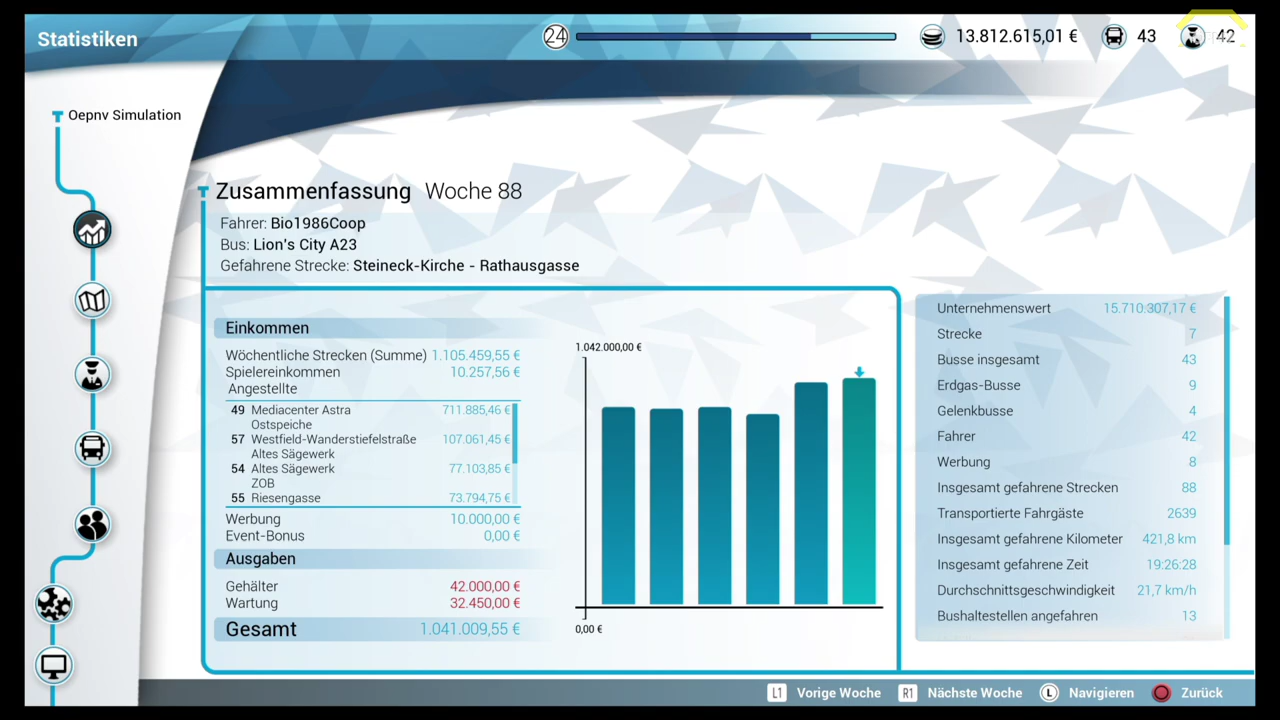 Statistiken
24
13.812.615,01 €
43
42
Oepnv Simulation
Zusammenfassung Woche 88
Fahrer: Bio1986Coop
Bus: Lion's City A23
Gefahrene Strecke: Steineck-Kirche - Rathausgasse
Einkommen
Wöchentliche Strecken (Summe) 1.105.459,55 €
Spielereinkommen 10.257,56 €
Angestellte
49 Mediacenter Astra 711.885,46 €
Ostspeiche
57 Westfield-Wanderstiefelstraße 107.061,45 €
Altes Sägewerk
54 Altes Sägewerk 77.103,85 €
ZOB
55 Riesengasse 73.794,75 €
Werbung 10.000,00 €
Event-Bonus 0,00 €
Ausgaben
Gehälter 42.000,00 €
Wartung 32.450,00 €
Gesamt 1.041.009,55 €
1.042.000,00 €
0,00 €
Unternehmenswert 15.710.307,17 €
Strecke 7
Busse insgesamt 43
Erdgas-Busse 9
Gelenkbusse 4
Fahrer 42
Werbung 8
Insgesamt gefahrene Strecken 88
Transportierte Fahrgäste 2639
Insgesamt gefahrene Kilometer 421,8 km
Insgesamt gefahrene Zeit 19:26:28
Durchschnittsgeschwindigkeit 21,7 km/h
Bushaltestellen angefahren 13
L1 Vorige Woche R1 Nächste Woche L Navigieren Zurück